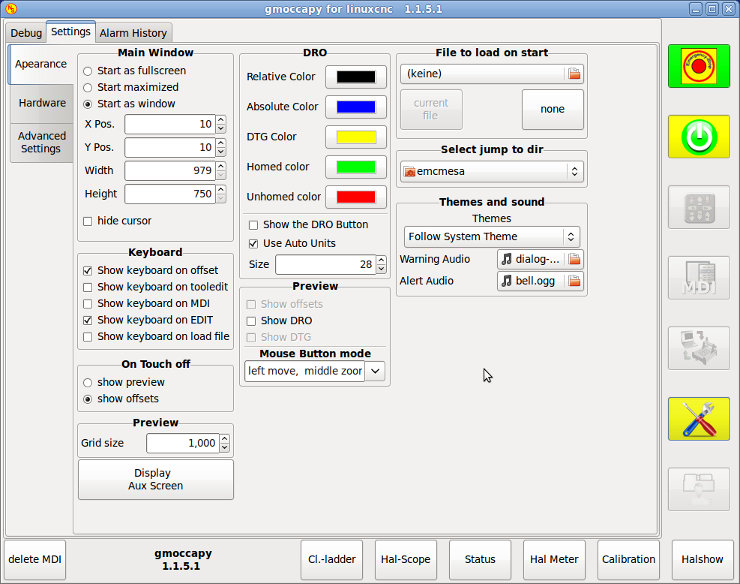 gmoccapy for linuxcnc 1.1.5.1
Debug
Settings
Alarm History
Apearance
Hardware
Advanced
Settings
Main Window
Start as fullscreen
Start maximized
Start as window
X Pos.
10
Y Pos.
10
Width
979
Height
750
hide cursor
Keyboard
Show keyboard on offset
Show keyboard on tooledit
Show keyboard on MDI
Show keyboard on EDIT
Show keyboard on load file
On Touch off
show preview
show offsets
Preview
Grid size
1,000
Display
Aux Screen
DRO
Relative Color
Absolute Color
DTG Color
Homed color
Unhomed color
Show the DRO Button
Use Auto Units
Size
28
Preview
Show offsets
Show DRO
Show DTG
Mouse Button mode
left move, middle zoor
File to load on start
(keine)
current
file
none
Select jump to dir
emcmesa
Themes and sound
Themes
Follow System Theme
Warning Audio
dialog-...
Alert Audio
bell.ogg
MDI
delete MDI
gmoccapy
1.1.5.1
Cl.-ladder
Hal-Scope
Status
Hal Meter
Calibration
Halshow